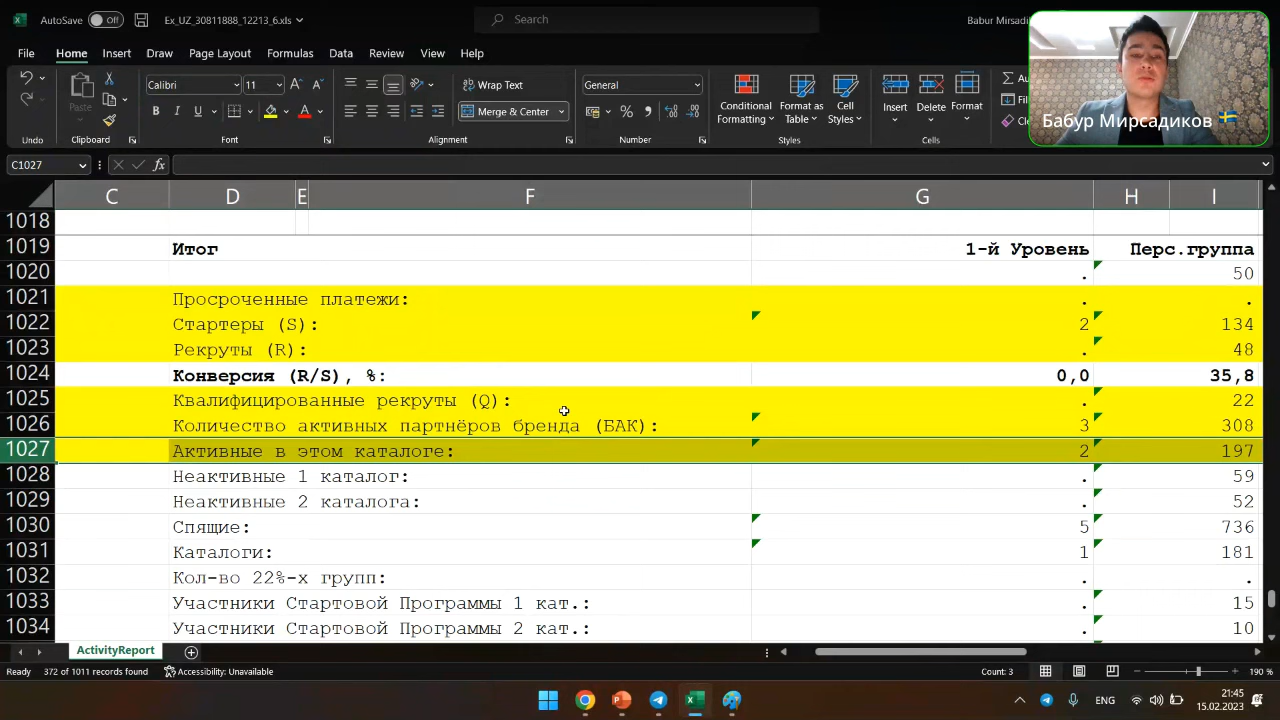 AutoSave Off Ex_UZ_30811888_12213_6.xls Search Babur Mirsadi
File Home Insert Draw Page Layout Formulas Data Review View Help
Calibri 11 Wrap Text General
Paste Merge & Center Conditional Formatting Format as Table Cell Styles Insert Delete Format
Undo Clipboard Font Alignment Number Styles Cells
Бабур Мирсадиков
C1027 fx
C D E F G H I
1018
1019 Итог 1-й Уровень Перс.группа
1020 . 50
1021 Просроченные платежи: . .
1022 Стартеры (S): 2 134
1023 Рекруты (R): . 48
1024 Конверсия (R/S), %: 0,0 35,8
1025 Квалифицированные рекруты (Q): . 22
1026 Количество активных партнёров бренда (БАК): 3 308
1027 Активные в этом каталоге: 2 197
1028 Неактивные 1 каталог: . 59
1029 Неактивные 2 каталога: . 52
1030 Спящие: 5 736
1031 Каталоги: 1 181
1032 Кол-во 22%-х групп: . .
1033 Участники Стартовой Программы 1 кат.: . 15
1034 Участники Стартовой Программы 2 кат.: . 10
ActivityReport
Ready 372 of 1011 records found Accessibility: Unavailable Count: 3 190 %
ENG 21:45
15.02.2023